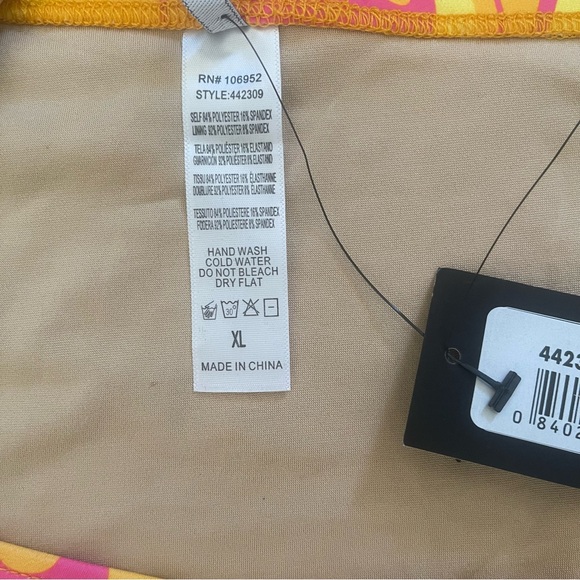 RN# 106952
STYLE:442309
SELF 84% POLYESTER 16% SPANDEX
LINING 92% POLYESTER 8% SPANDEX
TELA 84% POLIÉSTER 16% ELASTANO
GUARNICIÓN 92% POLIÉSTER 8% ELASTANO
TISSU 84% POLYESTER 16% ÉLASTHANNE
DOUBLURE 92% POLYESTER 8% ÉLASTHANNE
TESSUTO 84% POLIESTERE 16% SPANDEX
FODERA 92% POLIESTERE 8% SPANDEX
HAND WASH
COLD WATER
DO NOT BLEACH
DRY FLAT
30°
XL
MADE IN CHINA
4423
0 8402